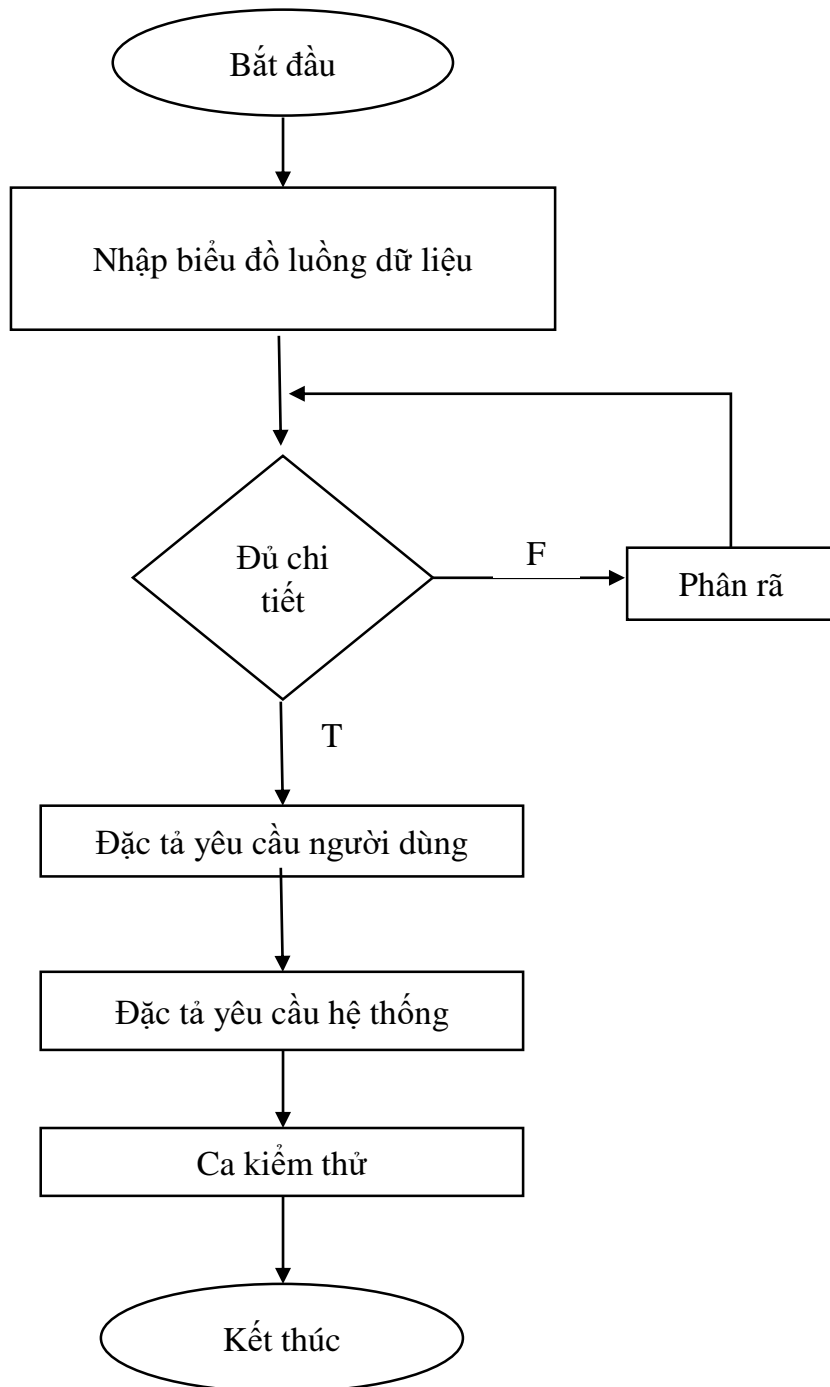 Bắt đầu
Nhập biểu đồ luồng dữ liệu
Đủ chi
tiết
F
Phân rã
T
Đặc tả yêu cầu người dùng
Đặc tả yêu cầu hệ thống
Ca kiểm thử
Kết thúc